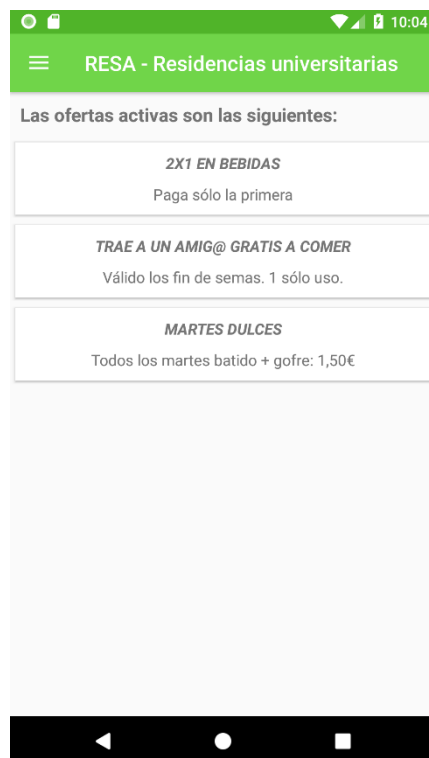 10:04
RESA - Residencias universitarias
Las ofertas activas son las siguientes:
2X1 EN BEBIDAS
Paga sólo la primera
TRAE A UN AMIG@ GRATIS A COMER
Válido los fin de semas. 1 sólo uso.
MARTES DULCES
Todos los martes batido + gofre: 1,50€